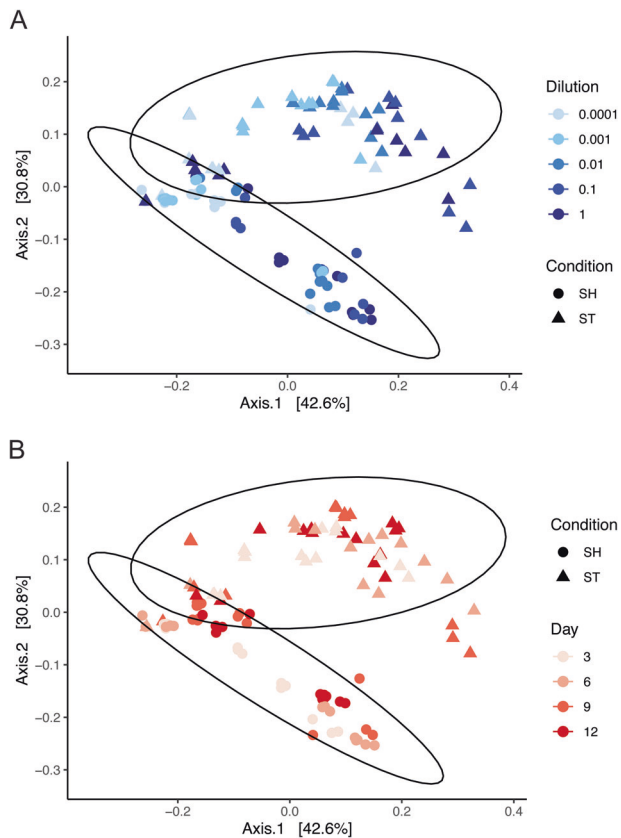 A
Axis.2 [30.8%]
0.2
0.1
0.0
−0.1
−0.2
−0.3
−0.2
0.0
0.2
0.4
Axis.1 [42.6%]
Dilution
0.0001
0.001
0.01
0.1
1
Condition
SH
ST
B
Axis.2 [30.8%]
0.2
0.1
0.0
−0.1
−0.2
−0.3
−0.2
0.0
0.2
0.4
Axis.1 [42.6%]
Condition
SH
ST
Day
3
6
9
12